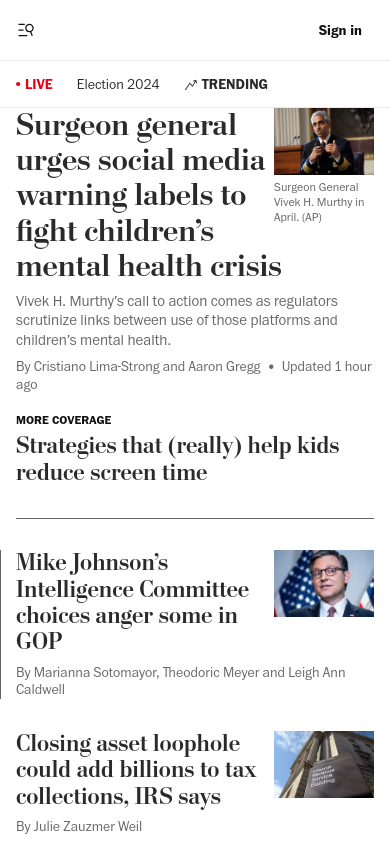 Sign in
LIVE
Election 2024
TRENDING
Surgeon general
urges social media
warning labels to
fight children’s
mental health crisis
Surgeon General
Vivek H. Murthy in
April. (AP)
Vivek H. Murthy’s call to action comes as regulators
scrutinize links between use of those platforms and
children’s mental health.
By Cristiano Lima-Strong and Aaron Gregg • Updated 1 hour
ago
MORE COVERAGE
Strategies that (really) help kids
reduce screen time
Mike Johnson’s
Intelligence Committee
choices anger some in
GOP
By Marianna Sotomayor, Theodoric Meyer and Leigh Ann
Caldwell
Closing asset loophole
could add billions to tax
collections, IRS says
By Julie Zauzmer Weil
Internal
Revenue
Service
Building